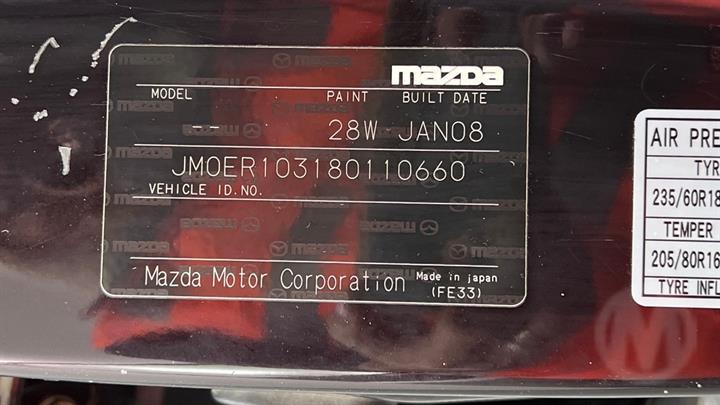 mazda
MODEL PAINT BUILT DATE
-- 28W JAN08
JM0ER103180110660
VEHICLE ID.NO.
Mazda Motor Corporation Made in japan
(FE33)
AIR PRE
TYR
235/60R18
TEMPER
205/80R16
TYRE INFL
M